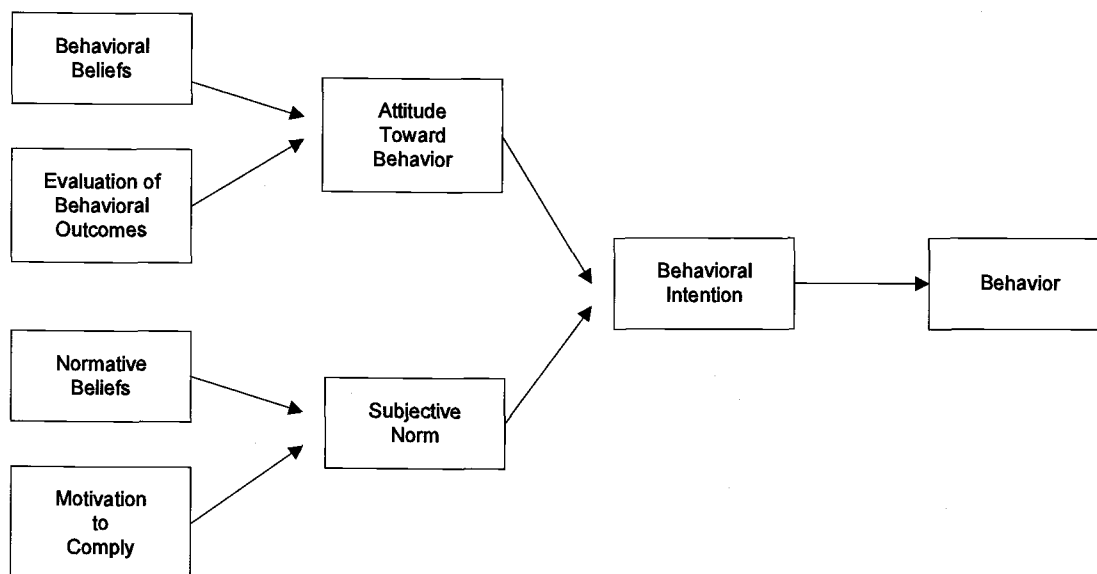 Behavioral
Beliefs
Evaluation of
Behavioral
Outcomes
Attitude
Toward
Behavior
Normative
Beliefs
Motivation
to
Comply
Subjective
Norm
Behavioral
Intention
Behavior